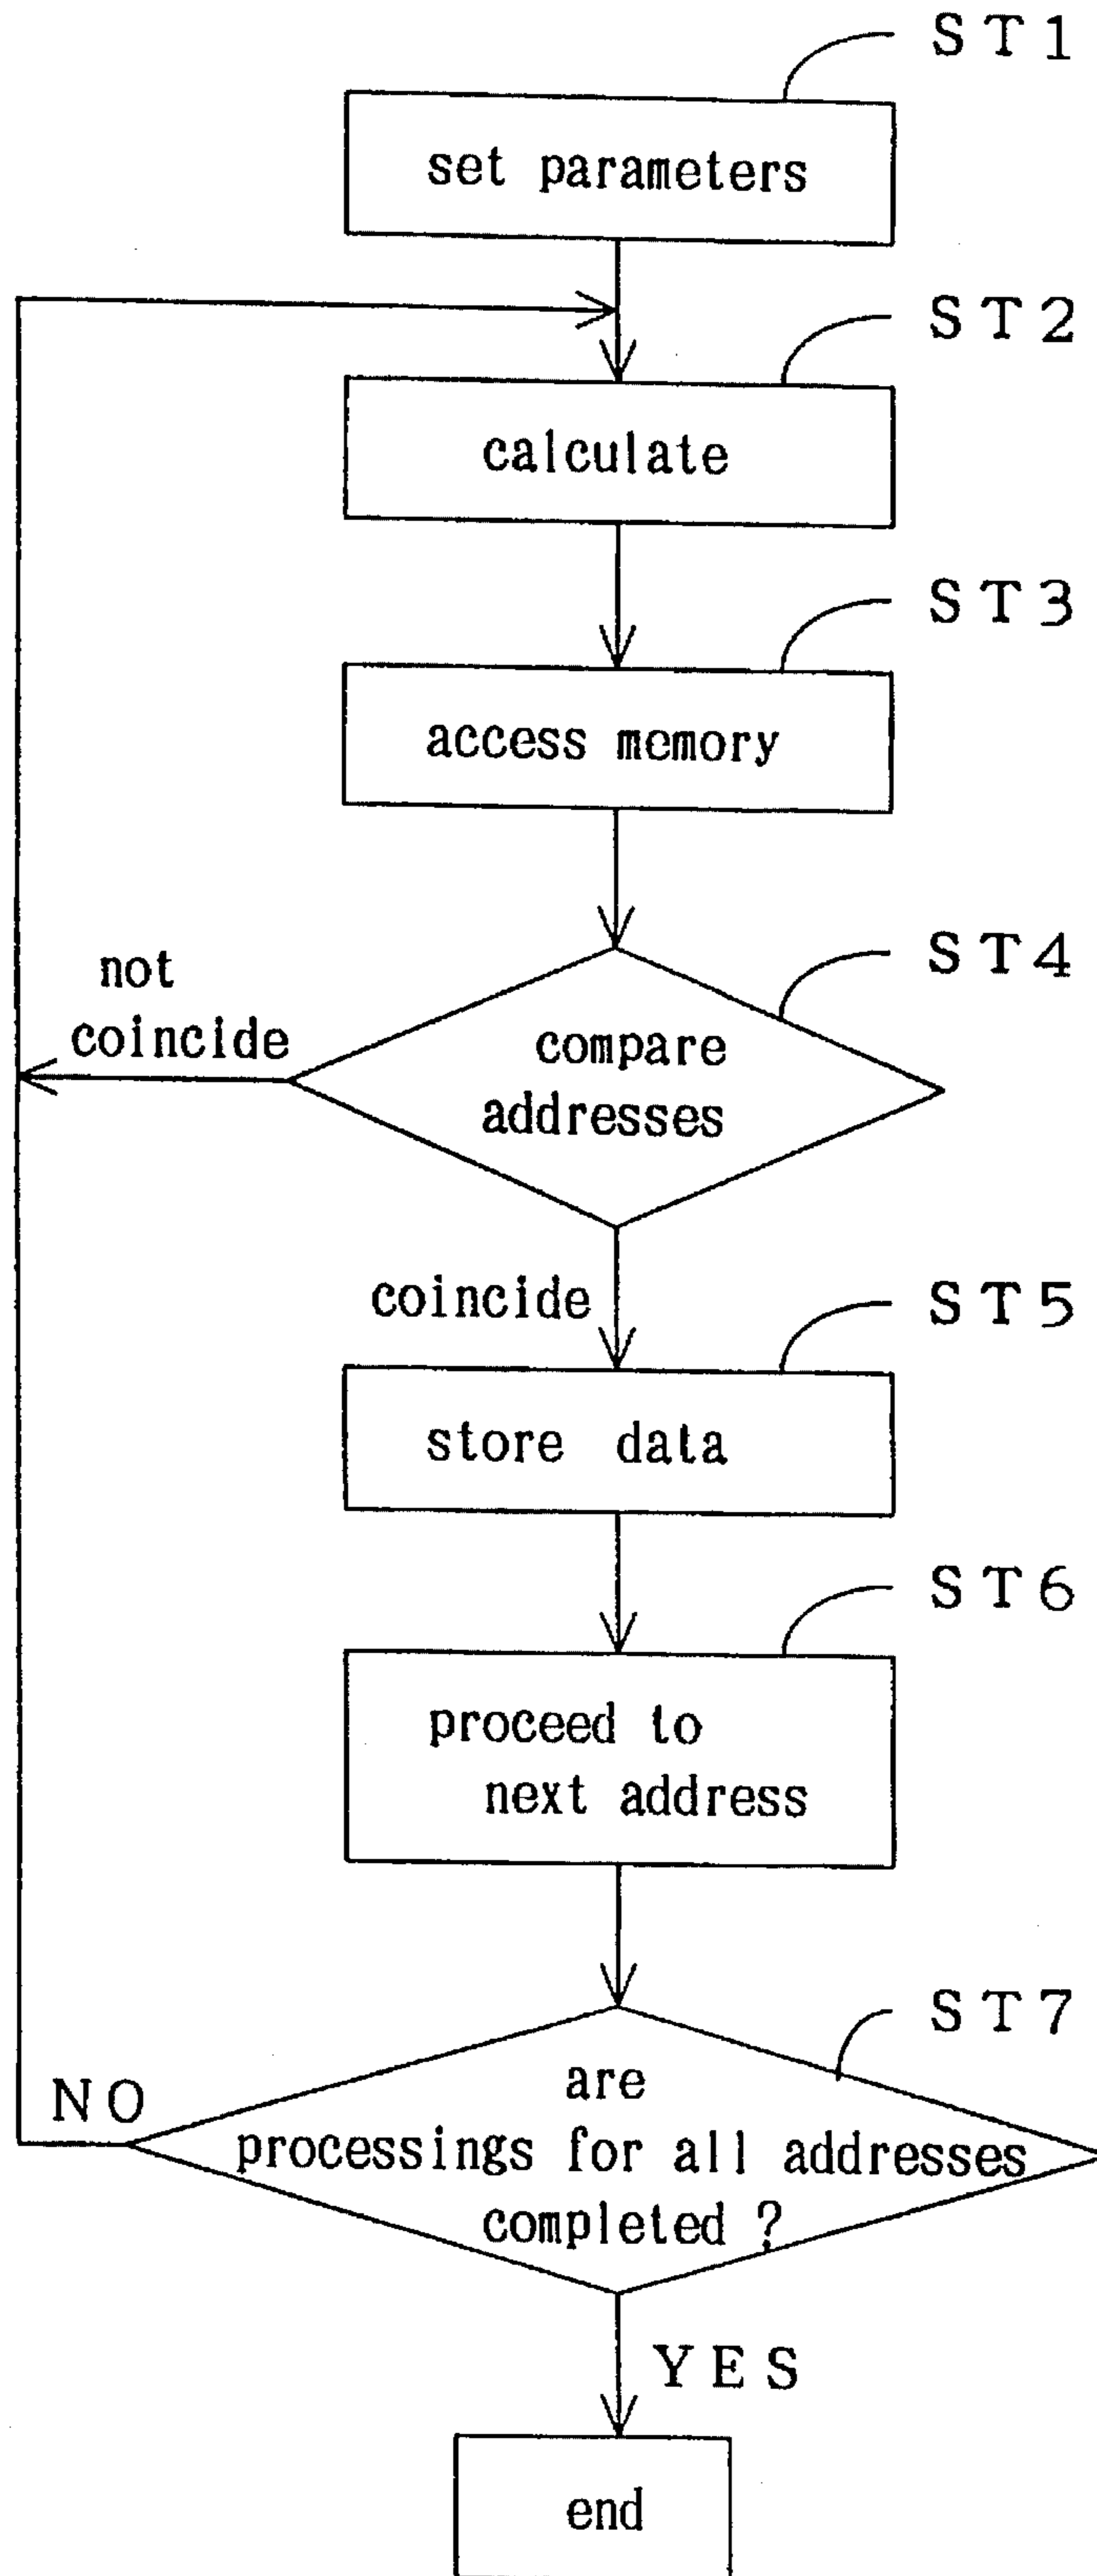 ST1
set parameters
ST2
calculate
ST3
access memory
ST4
not
coincide
compare
addresses
coincide
ST5
store data
ST6
proceed to
next address
ST7
are
NO
processings for all addresses
completed ?
YES
end